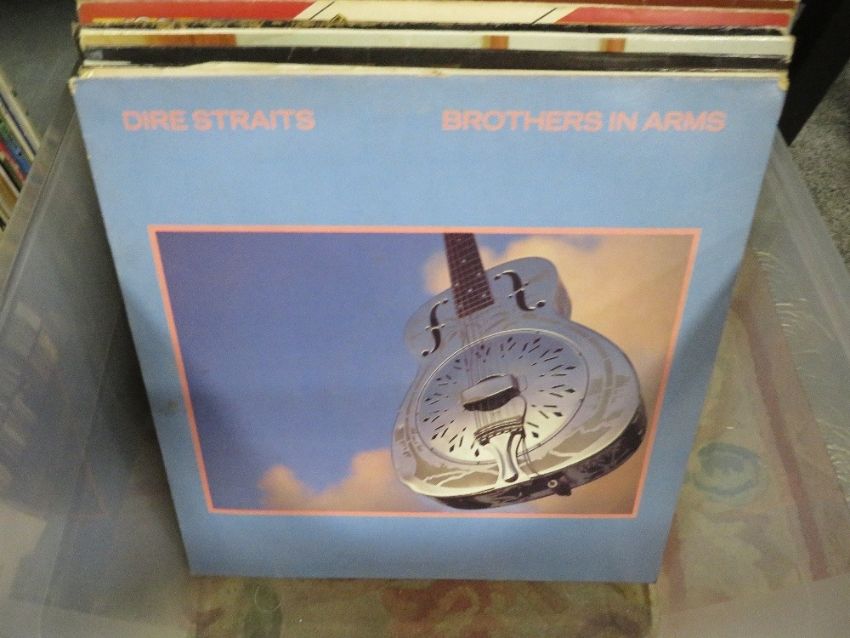 DIRE STRAITS BROTHERS IN ARMS